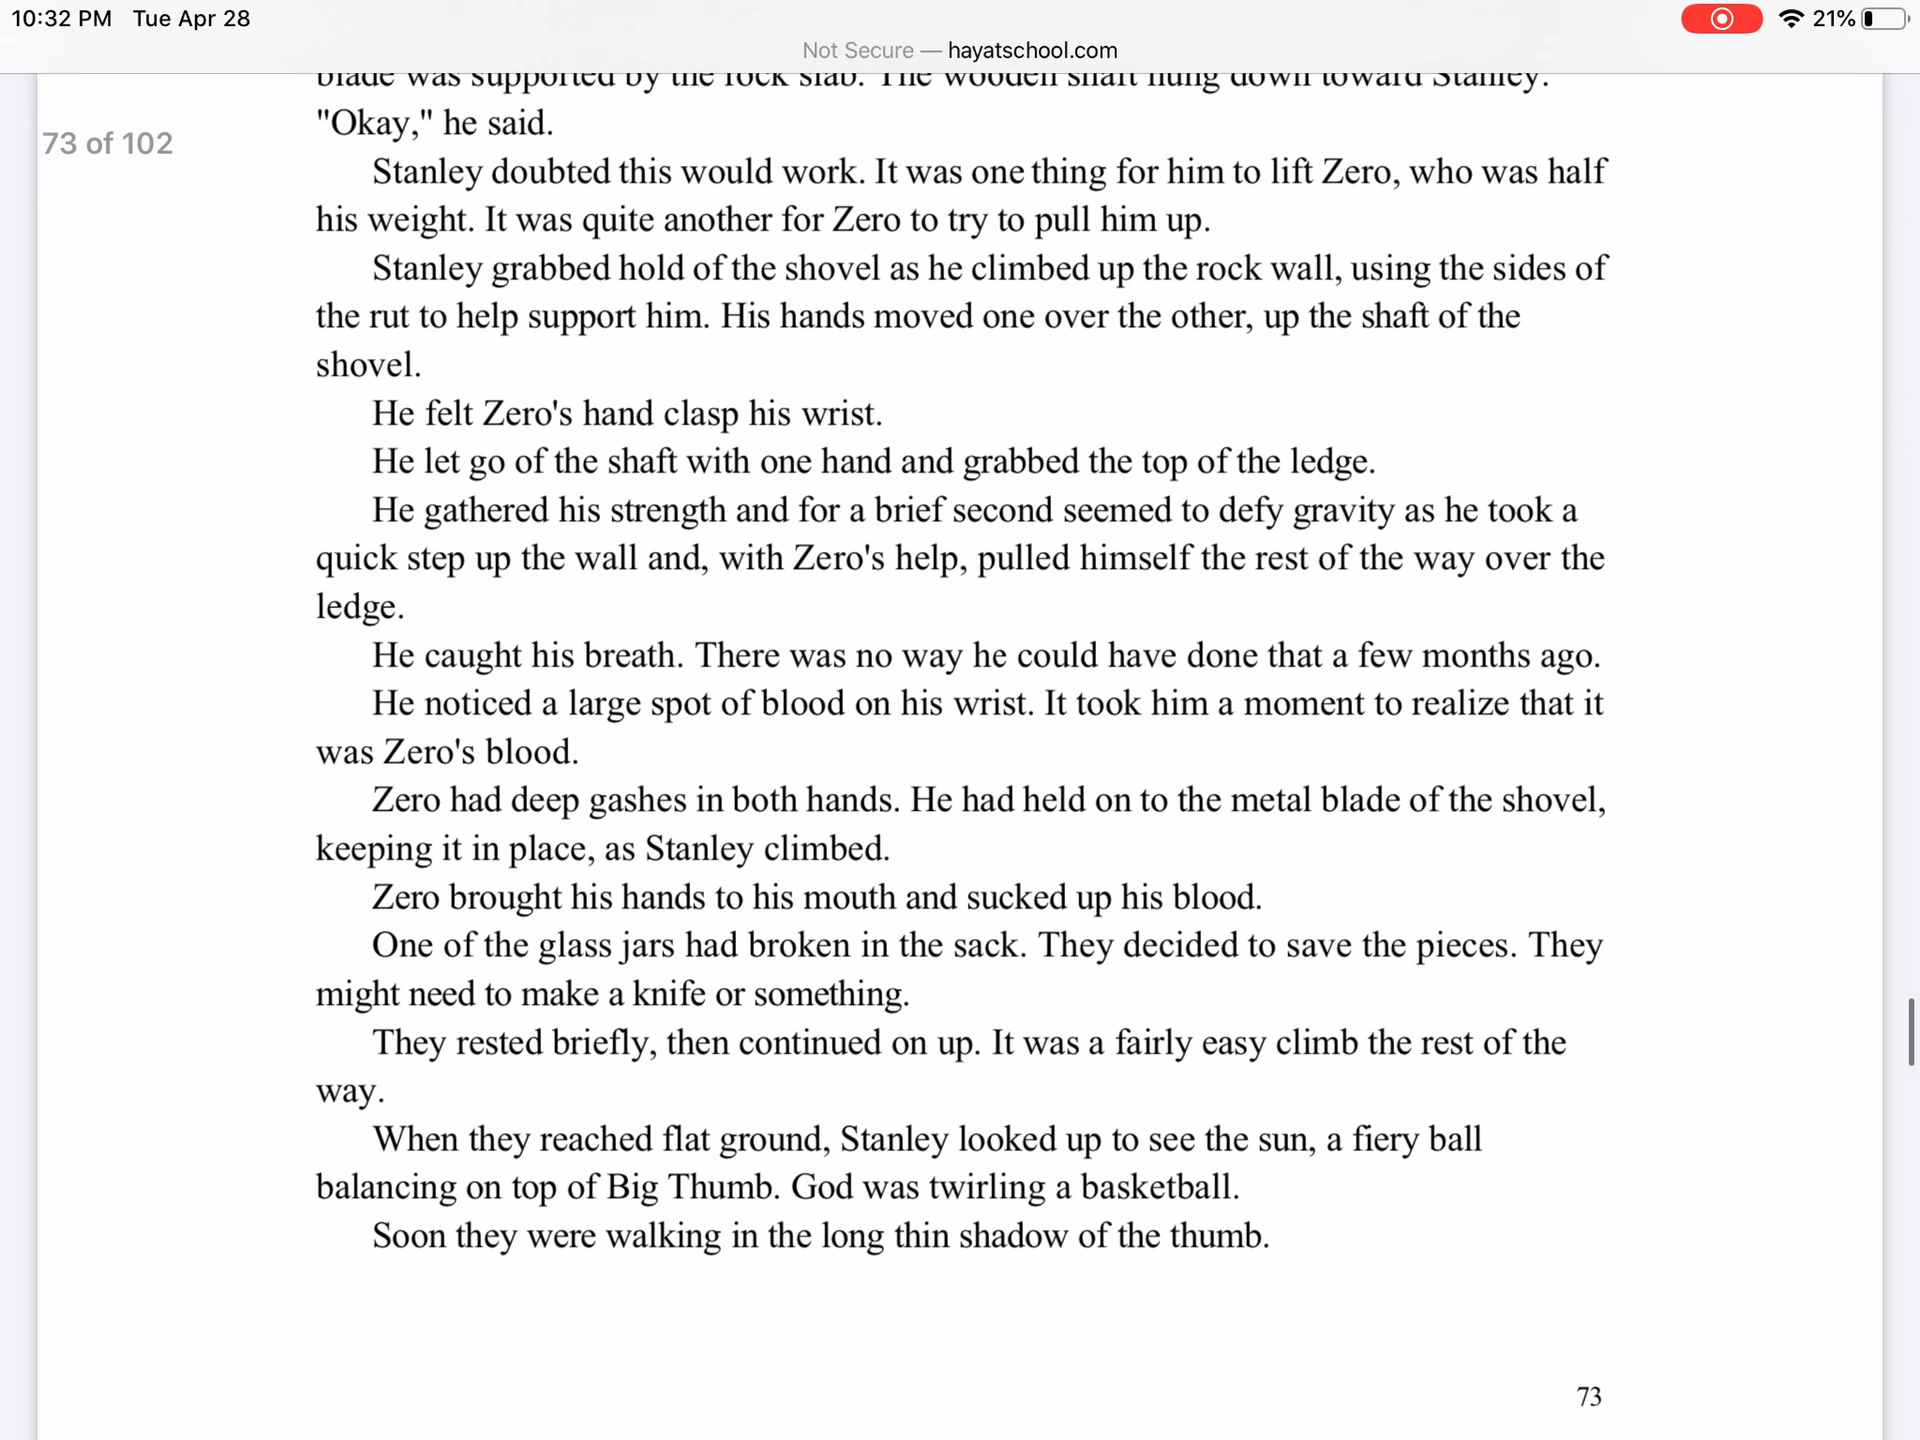 10:32 PM Tue Apr 28
21%
Not Secure — hayatschool.com
blade was supported by the rock slab. The wooden shaft hung down toward Stanley.
"Okay," he said.
73 of 102
Stanley doubted this would work. It was one thing for him to lift Zero, who was half
his weight. It was quite another for Zero to try to pull him up.
Stanley grabbed hold of the shovel as he climbed up the rock wall, using the sides of
the rut to help support him. His hands moved one over the other, up the shaft of the
shovel.
He felt Zero's hand clasp his wrist.
He let go of the shaft with one hand and grabbed the top of the ledge.
He gathered his strength and for a brief second seemed to defy gravity as he took a
quick step up the wall and, with Zero's help, pulled himself the rest of the way over the
ledge.
He caught his breath. There was no way he could have done that a few months ago.
He noticed a large spot of blood on his wrist. It took him a moment to realize that it
was Zero's blood.
Zero had deep gashes in both hands. He had held on to the metal blade of the shovel,
keeping it in place, as Stanley climbed.
Zero brought his hands to his mouth and sucked up his blood.
One of the glass jars had broken in the sack. They decided to save the pieces. They
might need to make a knife or something.
They rested briefly, then continued on up. It was a fairly easy climb the rest of the
way.
When they reached flat ground, Stanley looked up to see the sun, a fiery ball
balancing on top of Big Thumb. God was twirling a basketball.
Soon they were walking in the long thin shadow of the thumb.
73